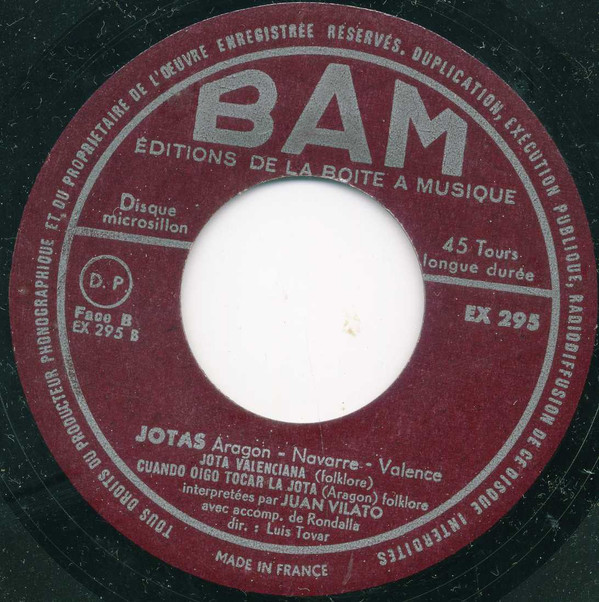 TOUS DROITS DU PRODUCTEUR PHONOGRAPHIQUE ET DU PROPRIETAIRE DE L'ŒUVRE ENREGISTRÉE RÉSERVÉS. DUPLICATION, EXÉCUTION PUBLIQUE, RADIODIFFUSION DE CE DISQUE INTERDITES
BAM
ÉDITIONS DE LA BOITE A MUSIQUE
Disque
microsillon
45 Tours
longue durée
D.P
Face B
EX 295 B
EX 295
JOTAS Aragon - Navarre - Valence
JOTA VALENCIANA (folklore)
CUANDO OIGO TOCAR LA JOTA (Aragon) folklore
interpretées par JUAN VILATO
avec accomp. de Rondalla
dir. : Luis Tovar
MADE IN FRANCE